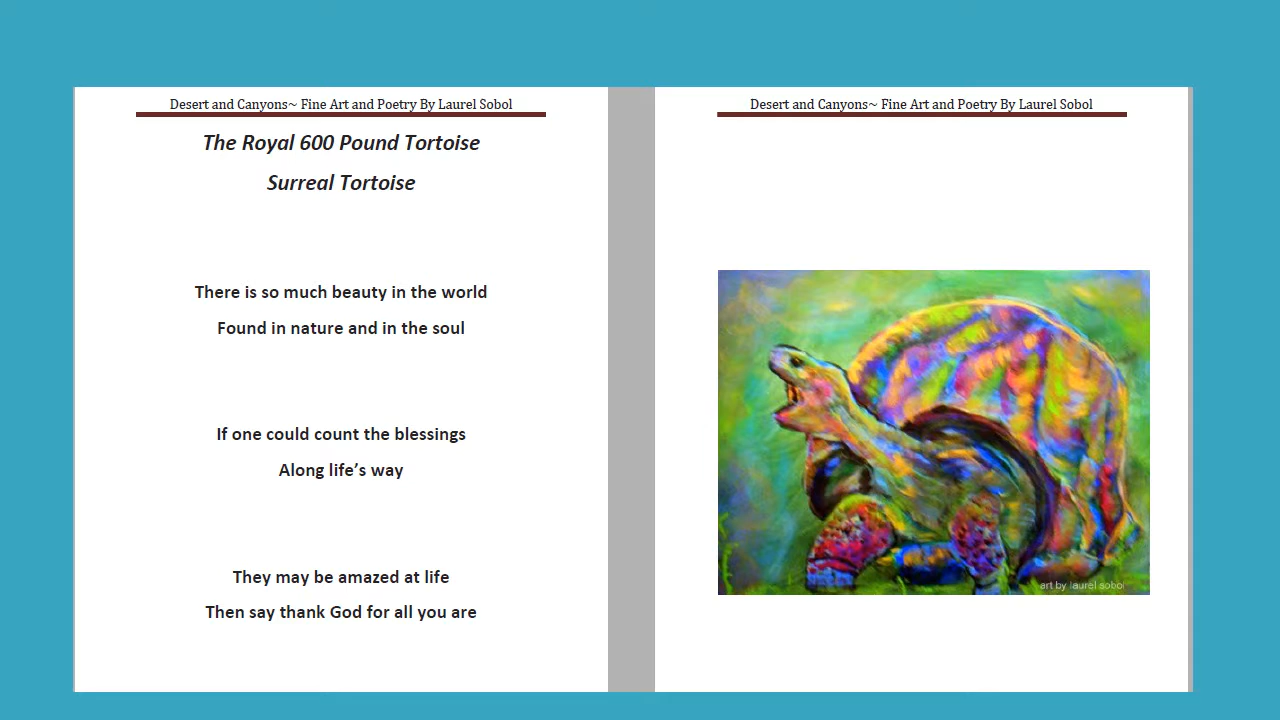 Desert and Canyons~ Fine Art and Poetry By Laurel Sobol
The Royal 600 Pound Tortoise
Surreal Tortoise
There is so much beauty in the world
Found in nature and in the soul
If one could count the blessings
Along life’s way
They may be amazed at life
Then say thank God for all you are
Desert and Canyons~ Fine Art and Poetry By Laurel Sobol
art by laurel sobol